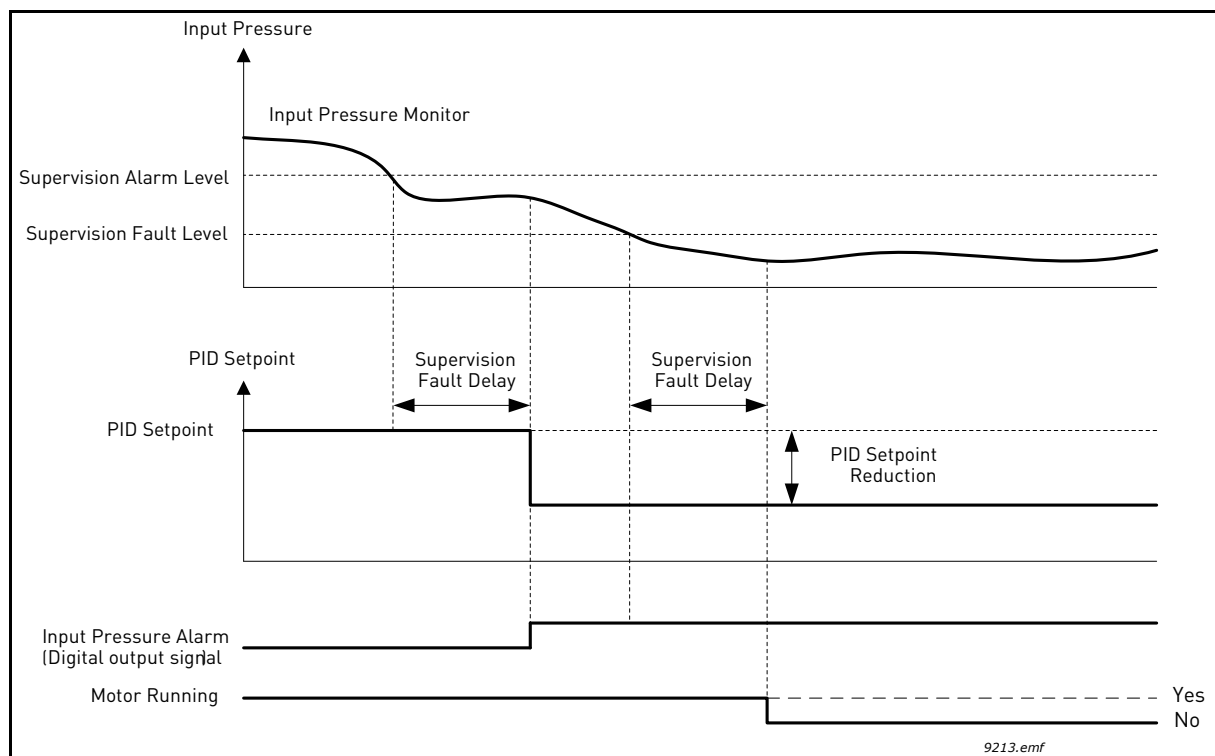 Input Pressure
Input Pressure Monitor
Supervision Alarm Level
Supervision Fault Level
PID Setpoint
Supervision
Fault Delay
Supervision
Fault Delay
PID Setpoint
PID Setpoint
Reduction
Input Pressure Alarm
(Digital output signal)
Motor Running
Yes
No
9213.emf